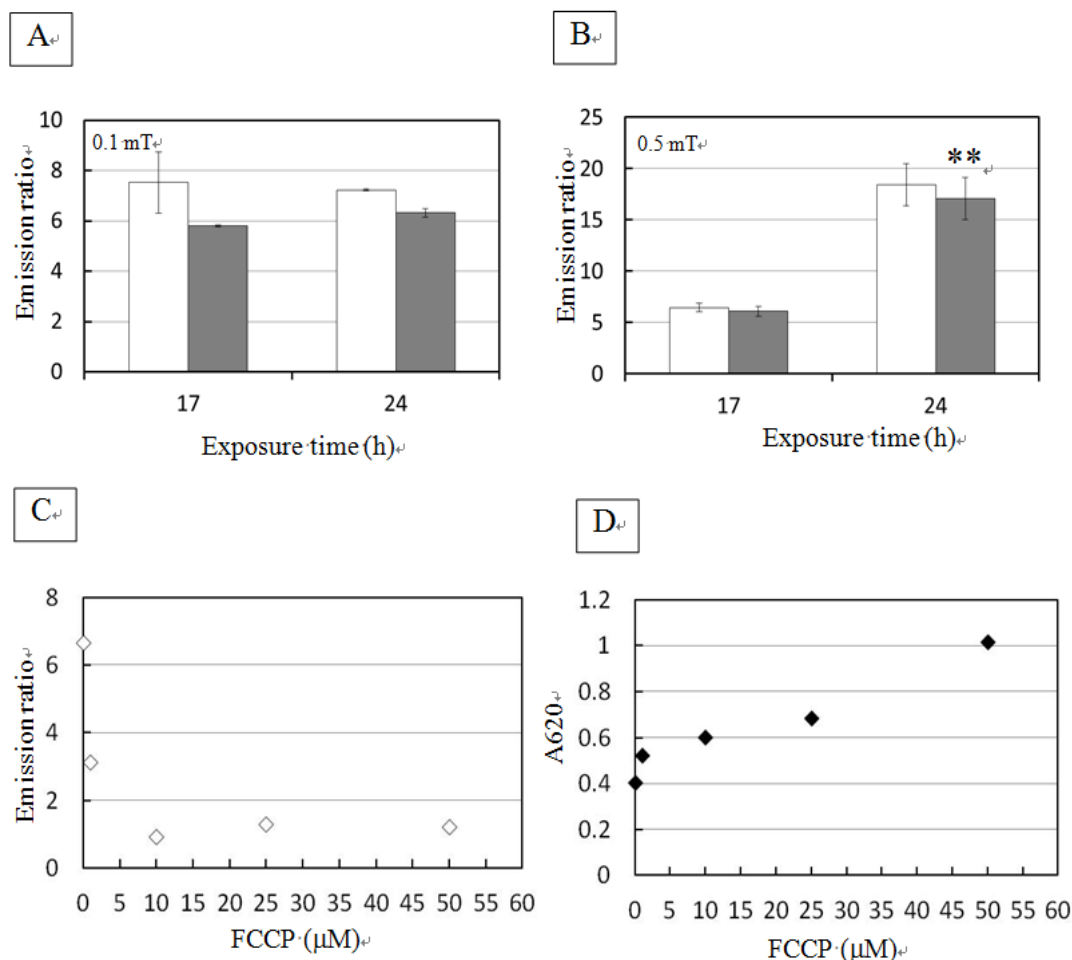 A
B
10
8
6
4
2
0
0.1 mT
Emission ratio
17
24
Exposure time (h)
25
20
15
10
5
0
0.5 mT
**
Emission ratio
17
24
Exposure time (h)
C
D
8
6
4
2
0
Emission ratio
0 5 10 15 20 25 30 35 40 45 50 55 60
FCCP (μM)
1.2
1
0.8
0.6
0.4
0.2
0
A620
0 5 10 15 20 25 30 35 40 45 50 55 60
FCCP (μM)